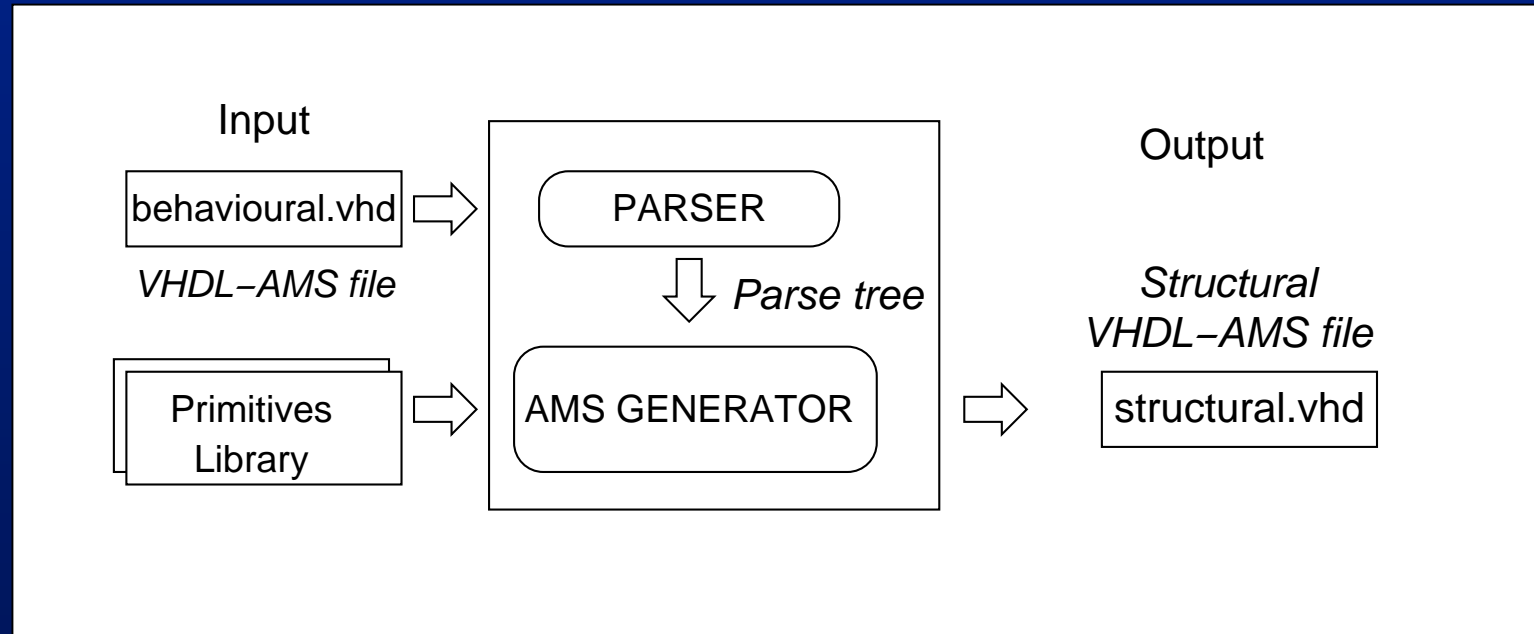 Input
behavioural.vhd
VHDL−AMS file
Primitives
Library
PARSER
Parse tree
AMS GENERATOR
Output
Structural
VHDL−AMS file
structural.vhd